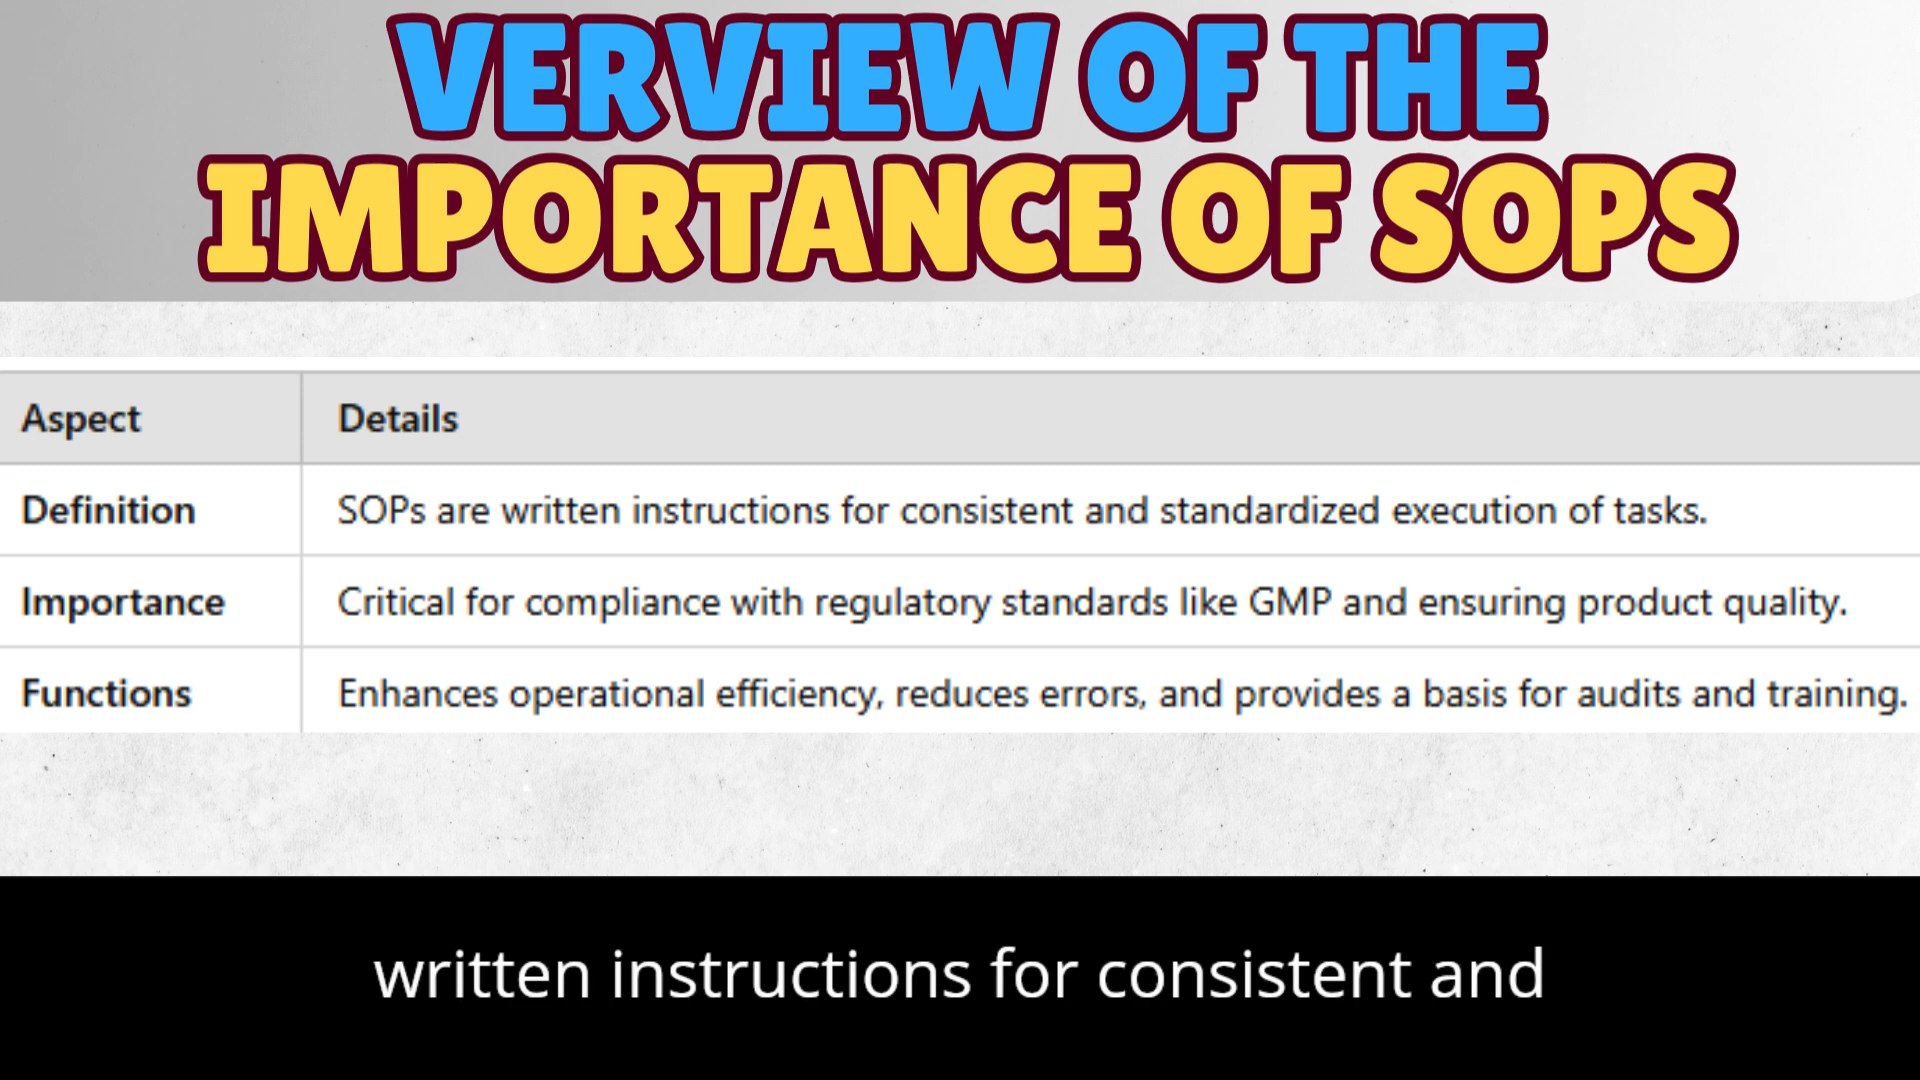 VERVIEW OF THE
IMPORTANCE OF SOPS
Aspect Details
Definition SOPs are written instructions for consistent and standardized execution of tasks.
Importance Critical for compliance with regulatory standards like GMP and ensuring product quality.
Functions Enhances operational efficiency, reduces errors, and provides a basis for audits and training.
written instructions for consistent and